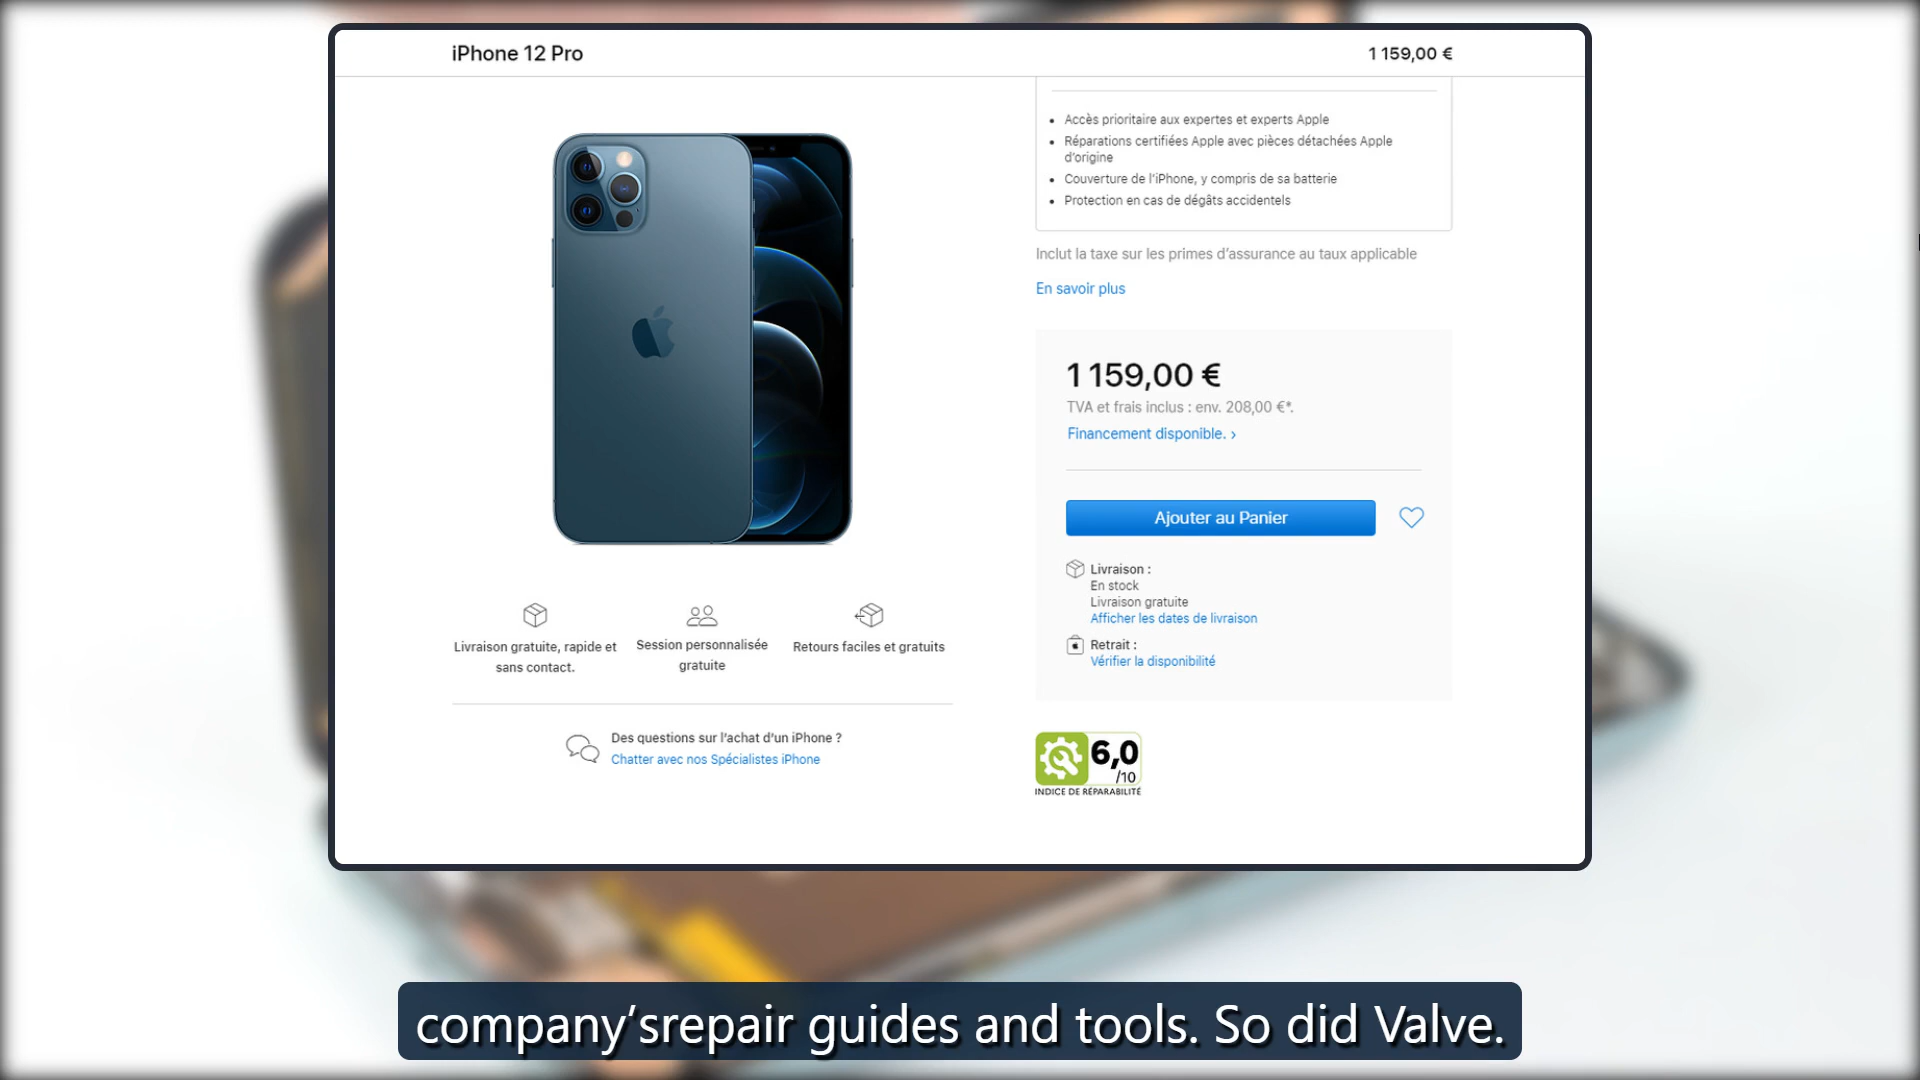 iPhone 12 Pro
1 159,00 €
Accès prioritaire aux expertes et experts Apple
Réparations certifiées Apple avec pièces détachées Apple
d’origine
Couverture de l’iPhone, y compris de sa batterie
Protection en cas de dégâts accidentels
Inclut la taxe sur les primes d’assurance au taux applicable
En savoir plus
1 159,00 €
TVA et frais inclus : env. 208,00 €*.
Financement disponible. ›
Ajouter au Panier
Livraison :
En stock
Livraison gratuite
Afficher les dates de livraison
Retrait :
Vérifier la disponibilité
Livraison gratuite, rapide et
sans contact.
Session personnalisée
gratuite
Retours faciles et gratuits
Des questions sur l’achat d’un iPhone ?
Chatter avec nos Spécialistes iPhone
6,0
/10
INDICE DE RÉPARABILITÉ
company’srepair guides and tools. So did Valve.